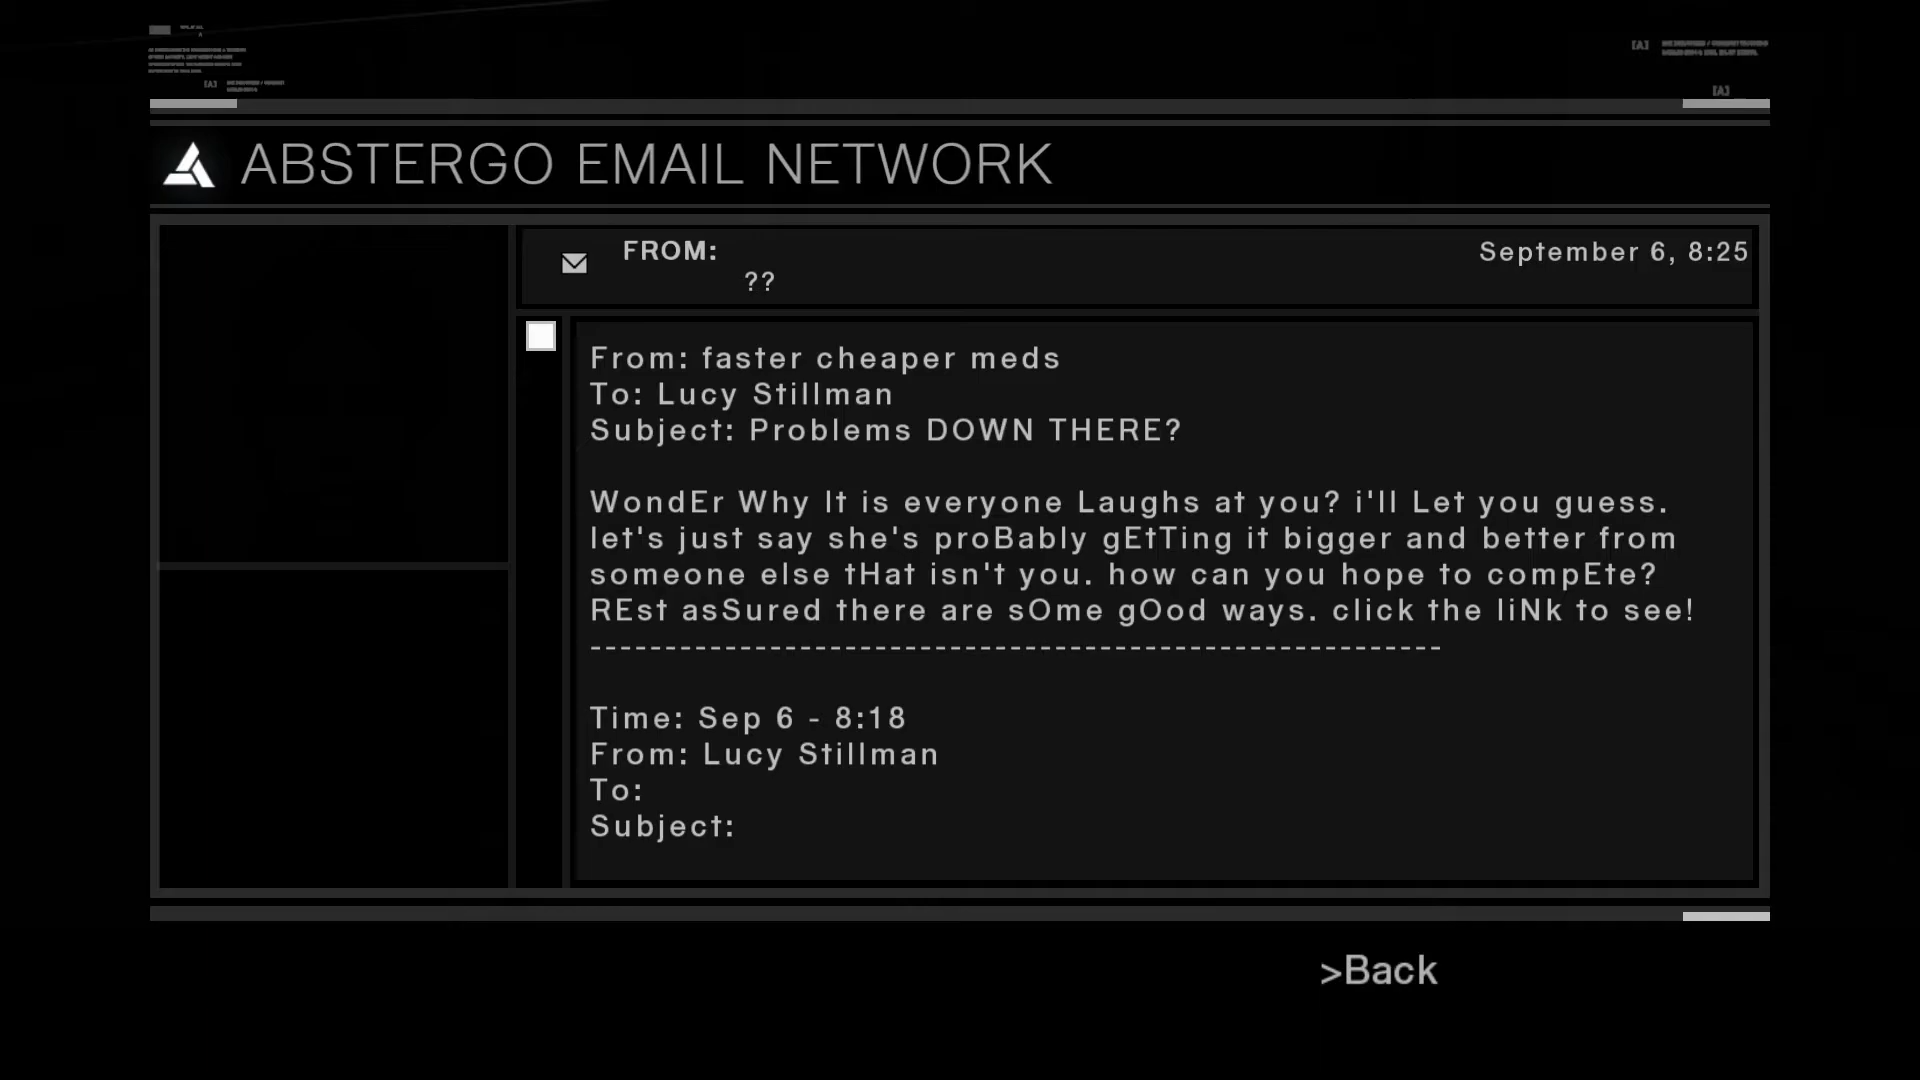 ABSTERGO EMAIL NETWORK
FROM:
??
September 6, 8:25
From: faster cheaper meds
To: Lucy Stillman
Subject: Problems DOWN THERE?
WondEr Why It is everyone Laughs at you? i'll Let you guess.
let's just say she's proBably gEtTing it bigger and better from
someone else tHat isn't you. how can you hope to compEte?
REst asSured there are sOme gOod ways. click the liNk to see!
---------------------------------------------------------
Time: Sep 6 - 8:18
From: Lucy Stillman
To:
Subject:
>Back